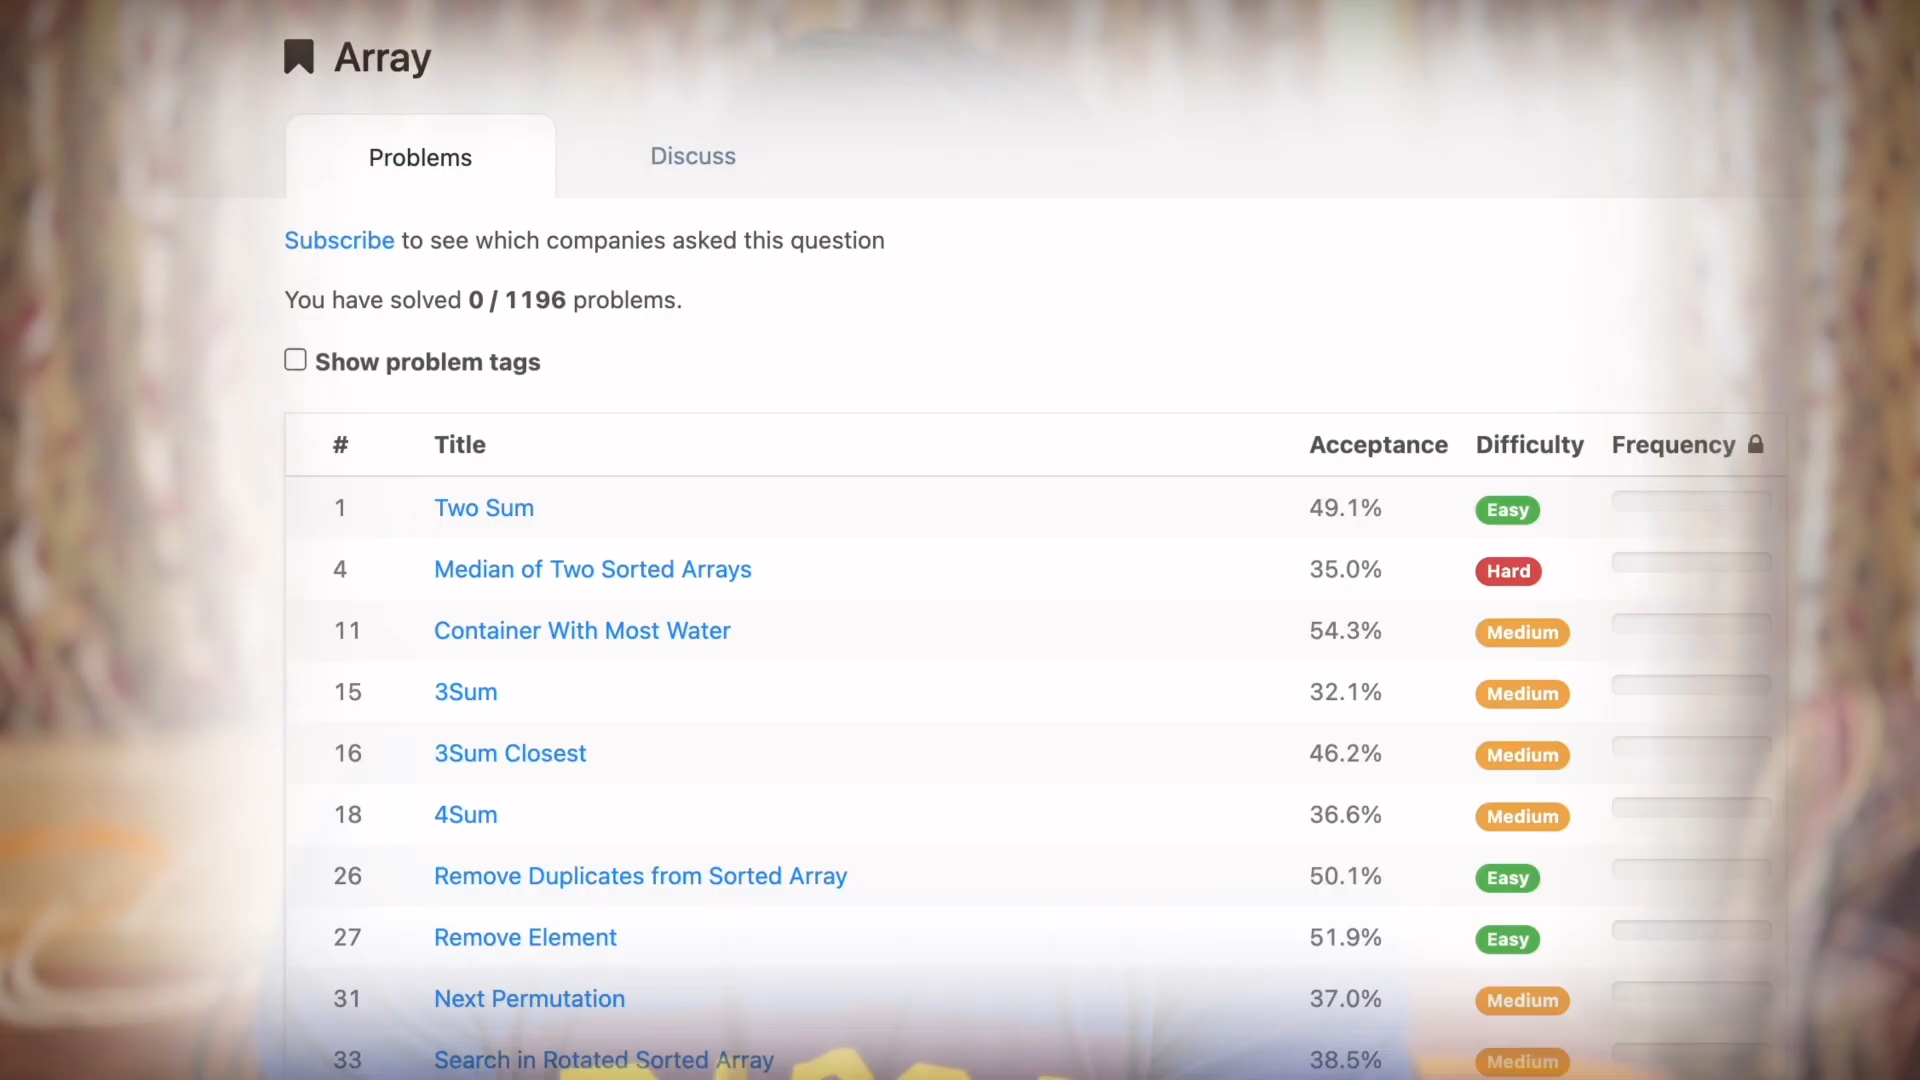 Array
Problems Discuss
Subscribe to see which companies asked this question
You have solved 0 / 1196 problems.
Show problem tags
# Title Acceptance Difficulty Frequency
1 Two Sum 49.1% Easy
4 Median of Two Sorted Arrays 35.0% Hard
11 Container With Most Water 54.3% Medium
15 3Sum 32.1% Medium
16 3Sum Closest 46.2% Medium
18 4Sum 36.6% Medium
26 Remove Duplicates from Sorted Array 50.1% Easy
27 Remove Element 51.9% Easy
31 Next Permutation 37.0% Medium
33 Search in Rotated Sorted Array 38.5% Medium